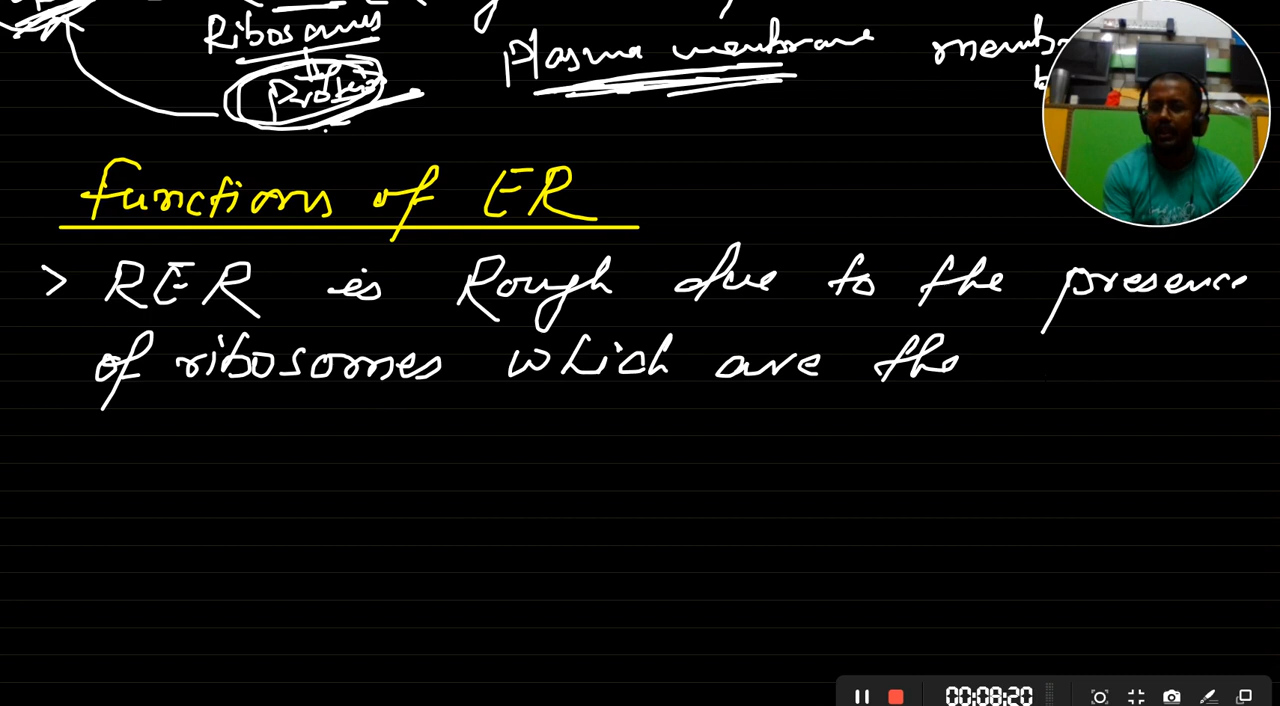 Ribosomes
Plasma membrane
Protein
functions of ER
> RER is Rough due to the presence
of ribosomes which are the
00:08:20